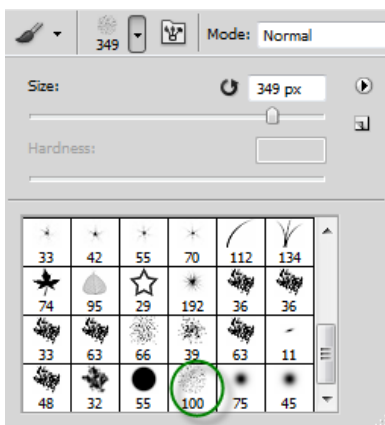 349 Mode: Normal
Size: 349 px
Hardness:
33 42 55 70 112 134
74 95 29 192 36 36
33 63 66 39 63 11
48 32 55 100 75 45